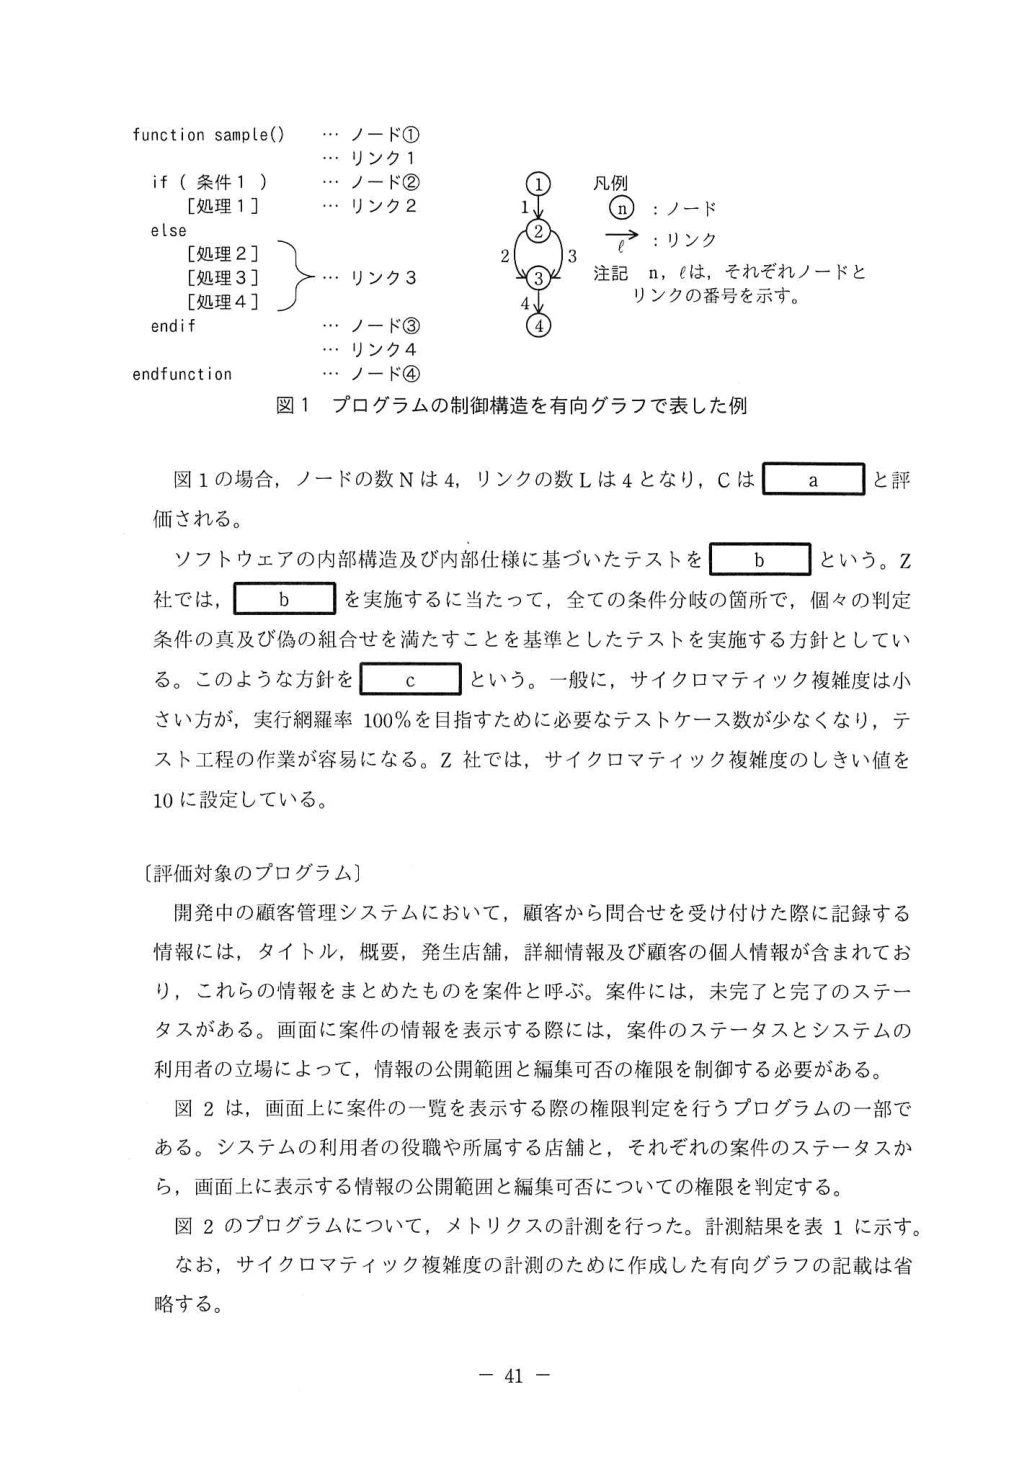 function sample() … ノード①
… リンク1
if ( 条件1 ) … ノード②
[処理1] … リンク2
else
[処理2]
[処理3] … リンク3
[処理4]
endif … ノード③
… リンク4
endfunction … ノード④
①
1
②
2 3
③
4
④
凡例
ⓝ :ノード
ℓ :リンク
注記 n,ℓは,それぞれノードと
リンクの番号を示す。
図1 プログラムの制御構造を有向グラフで表した例
図1の場合,ノードの数Nは4,リンクの数Lは4となり,Cは a と評
価される。
ソフトウェアの内部構造及び内部仕様に基づいたテストを b という。Z
社では, b を実施するに当たって,全ての条件分岐の箇所で,個々の判定
条件の真及び偽の組合せを満たすことを基準としたテストを実施する方針としてい
る。このような方針を c という。一般に,サイクロマティック複雑度は小
さい方が,実行網羅率 100%を目指すために必要なテストケース数が少なくなり,テ
スト工程の作業が容易になる。Z 社では,サイクロマティック複雑度のしきい値を
10 に設定している。
〔評価対象のプログラム〕
開発中の顧客管理システムにおいて,顧客から問合せを受け付けた際に記録する
情報には,タイトル,概要,発生店舗,詳細情報及び顧客の個人情報が含まれてお
り,これらの情報をまとめたものを案件と呼ぶ。案件には,未完了と完了のステー
タスがある。画面に案件の情報を表示する際には,案件のステータスとシステムの
利用者の立場によって,情報の公開範囲と編集可否の権限を制御する必要がある。
図 2 は,画面上に案件の一覧を表示する際の権限判定を行うプログラムの一部で
ある。システムの利用者の役職や所属する店舗と,それぞれの案件のステータスか
ら,画面上に表示する情報の公開範囲と編集可否についての権限を判定する。
図 2 のプログラムについて,メトリクスの計測を行った。計測結果を表 1 に示す。
なお,サイクロマティック複雑度の計測のために作成した有向グラフの記載は省
略する。
― 41 ―